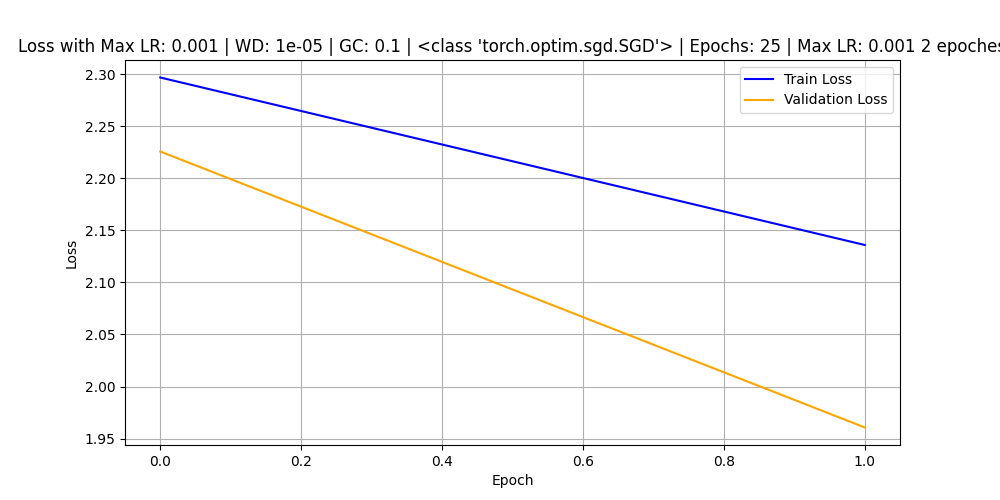 Loss with Max LR: 0.001 | WD: 1e-05 | GC: 0.1 | <class 'torch.optim.sgd.SGD'> | Epochs: 25 | Max LR: 0.001 2 epoches
2.30
Train Loss
Validation Loss
2.25
2.20
2.15
Loss
2.10
2.05
2.00
1.95
0.0 0.2 0.4 0.6 0.8 1.0
Epoch